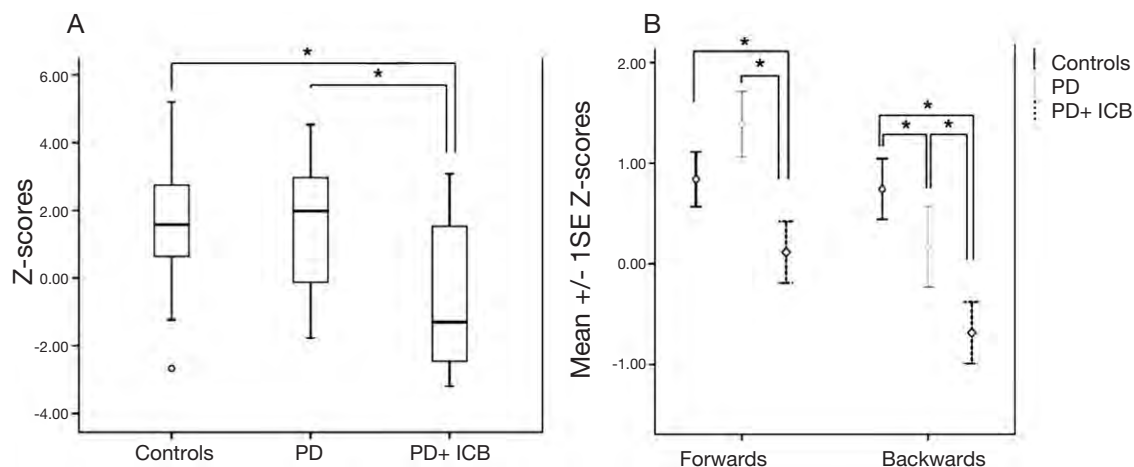 A
Z-scores
6.00
4.00
2.00
0.00
-2.00
-4.00
*
*
Controls
PD
PD+ ICB
B
Mean +/- 1SE Z-scores
2.00
1.00
0.00
-1.00
*
*
*
*
*
Forwards
Backwards
Controls
PD
PD+ ICB